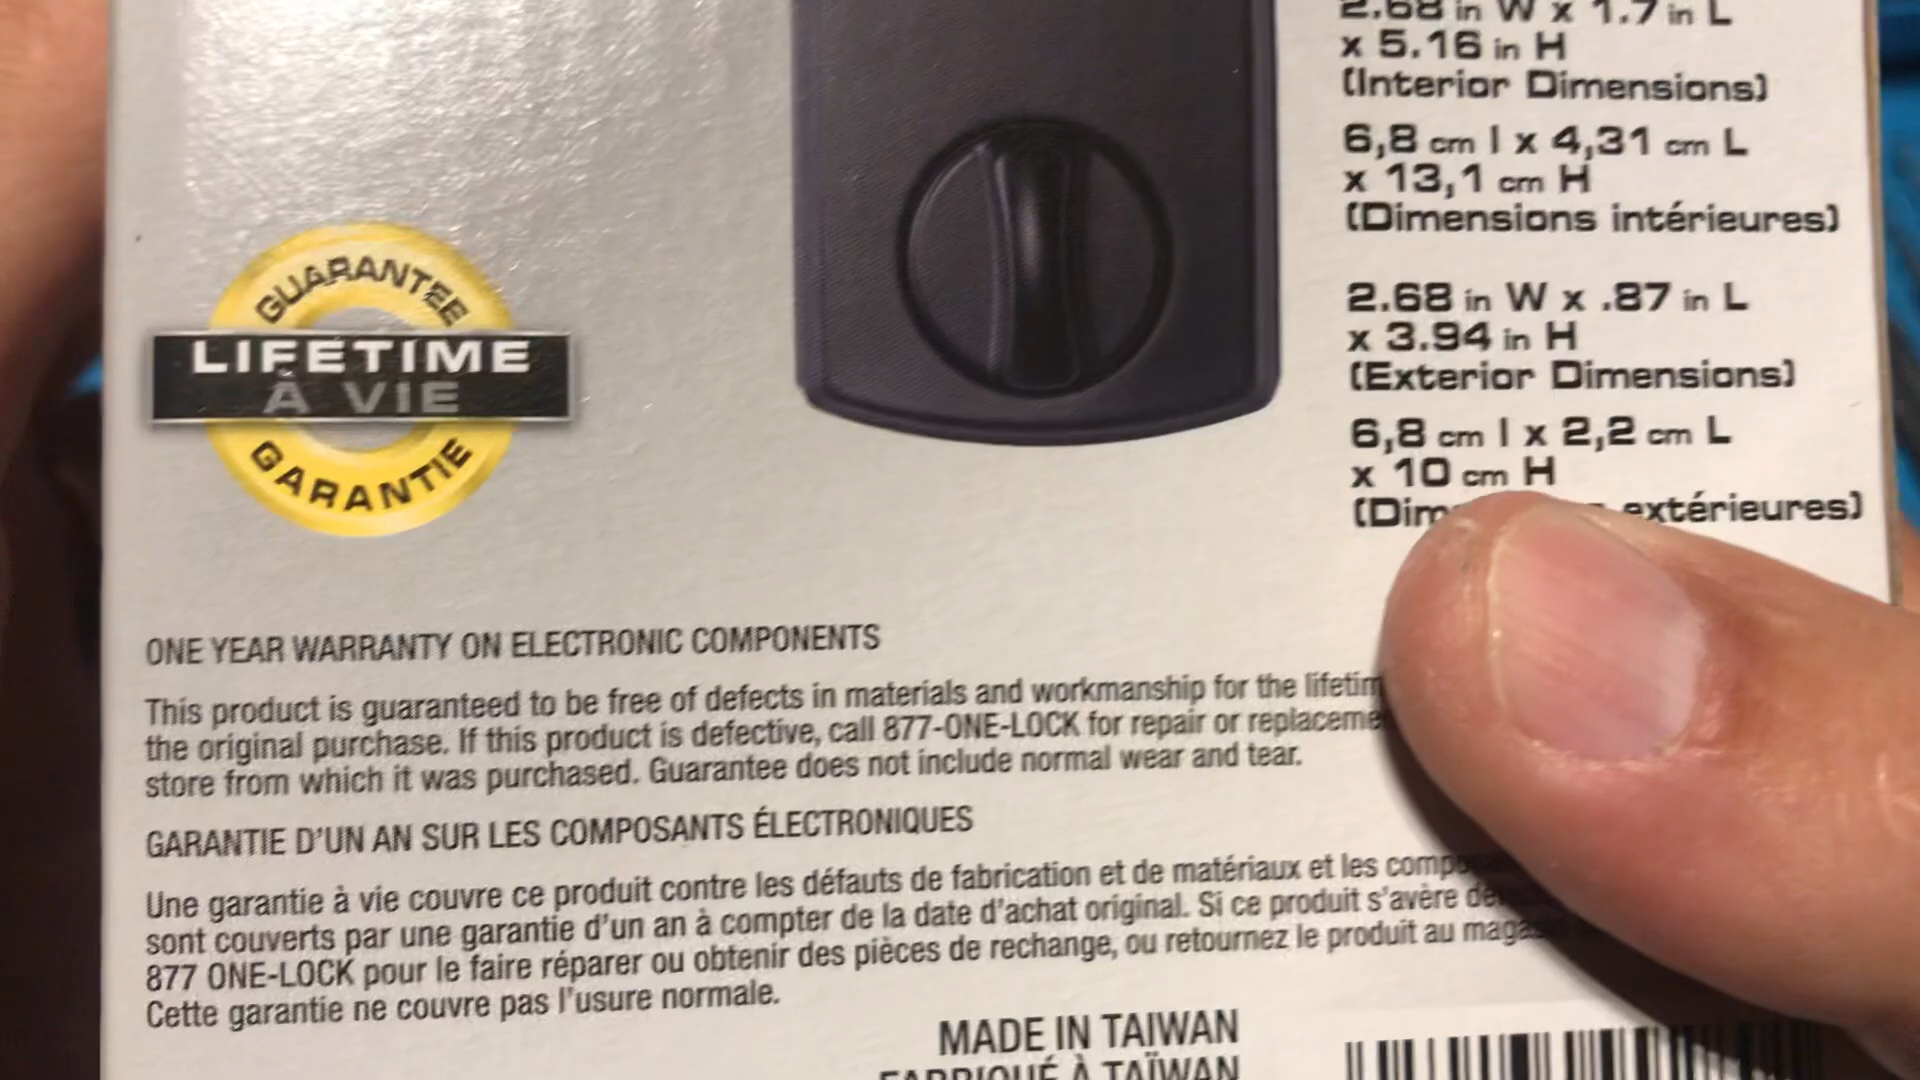 2.68 in W x 1.7 in L
x 5.16 in H
(Interior Dimensions)
6,8 cm l x 4,31 cm L
x 13,1 cm H
(Dimensions intérieures)
2.68 in W x .87 in L
x 3.94 in H
(Exterior Dimensions)
6,8 cm l x 2,2 cm L
x 10 cm H
extérieures)
GUARANTEE
LIFETIME
À VIE
GARANTIE
ONE YEAR WARRANTY ON ELECTRONIC COMPONENTS
This product is guaranteed to be free of defects in materials and workmanship for the
the original purchase. If this product is defective, call 877-ONE-LOCK for repair or
store from which it was purchased. Guarantee does not include normal wear and tear.
GARANTIE D'UN AN SUR LES COMPOSANTS ÉLECTRONIQUES
Une garantie à vie couvre ce produit contre les défauts de fabrication et de matériaux et les
sont couverts par une garantie d'un an à compter de la date d'achat original. Si ce produit s'avère
877 ONE-LOCK pour le faire réparer ou obtenir des pièces de rechange, ou retournez le produit au
Cette garantie ne couvre pas l'usure normale.
MADE IN TAIWAN
FABRIQUÉ À TAÏWAN